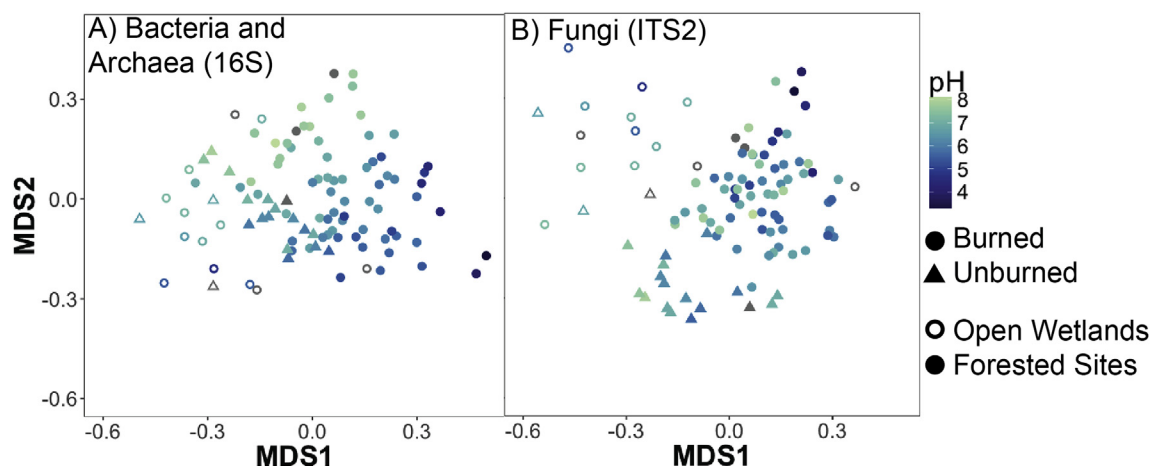 A) Bacteria and
Archaea (16S)
B) Fungi (ITS2)
MDS2
0.3
0.0
-0.3
-0.6
-0.6
-0.3
0.0
0.3
MDS1
-0.6
-0.3
0.0
0.3
MDS1
pH
8
7
6
5
4
Burned
Unburned
Open Wetlands
Forested Sites